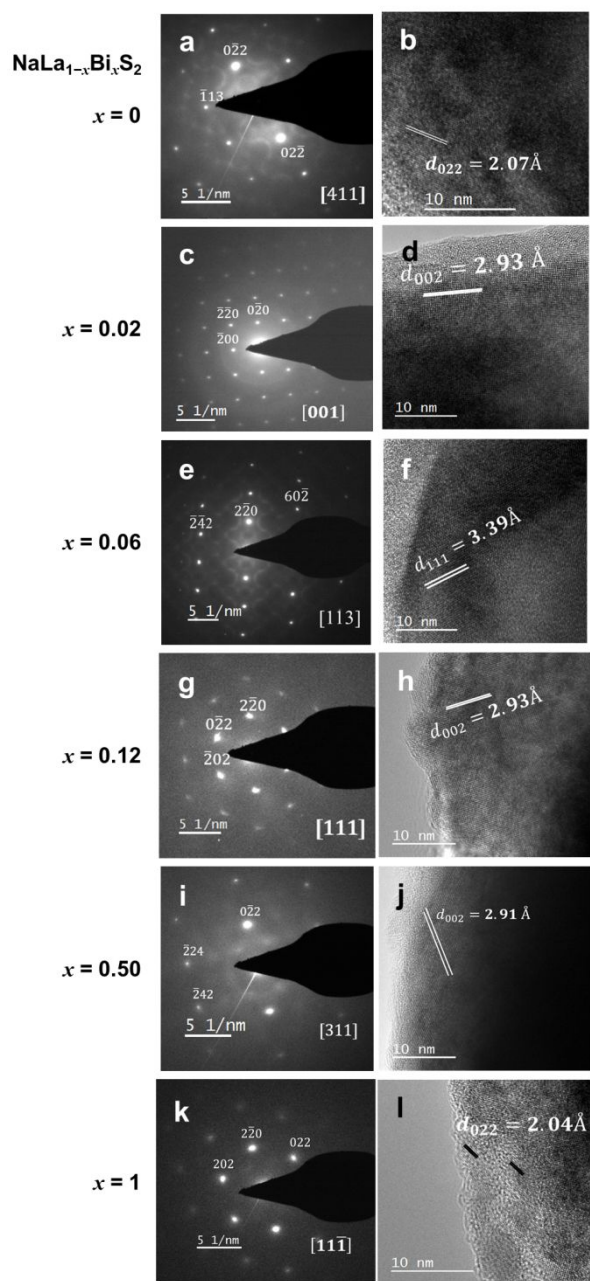 NaLa₁₋ₓBiₓS₂
x = 0
a
02̄2
1̄13
022̄
5 1/nm
[411]
b
d₀₂₂ = 2.07Å
10 nm
x = 0.02
c
2̄2̄0 02̄0
2̄00
5 1/nm
[001]
d
d₀₀₂ = 2.93 Å
10 nm
x = 0.06
e
602̄
2̄4̄2
22̄0
5 1/nm
[113]
f
d₁₁₁ = 3.39Å
10 nm
x = 0.12
g
22̄0
02̄2
2̄02
5 1/nm
[111]
h
d₀₀₂ = 2.93Å
10 nm
x = 0.50
i
02̄2
2̄24
2̄42
5 1/nm
[311]
j
d₀₀₂ = 2.91 Å
10 nm
x = 1
k
22̄0
022
202
5 1/nm
[111̄]
l
d₀₂₂ = 2.04Å
10 nm